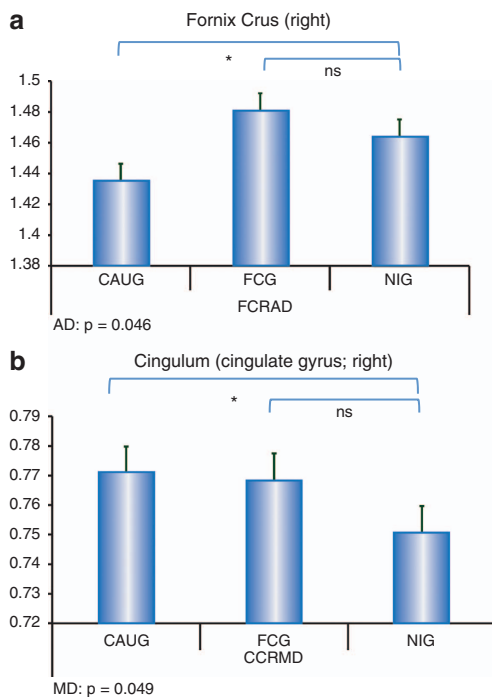 a
Fornix Crus (right)
*
ns
1.5
1.48
1.46
1.44
1.42
1.4
1.38
CAUG FCG NIG
FCRAD
AD: p = 0.046
b
Cingulum (cingulate gyrus; right)
*
ns
0.79
0.78
0.77
0.76
0.75
0.74
0.73
0.72
CAUG FCG NIG
CCRMD
MD: p = 0.049